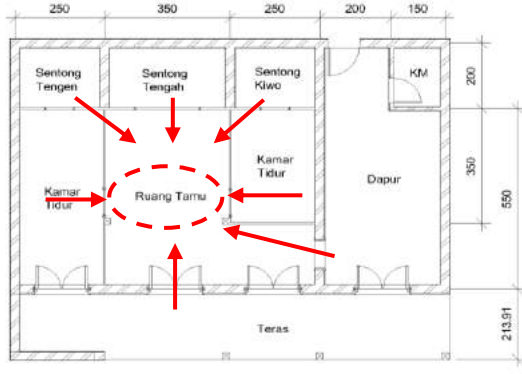 250
350
250
200
150
Sentong
Tengen
Sentong
Tengah
Sentong
Kiwo
KM
200
Kamar
Tidur
Ruang Tamu
Kamar
Tidur
Dapur
350
550
Teras
213.91